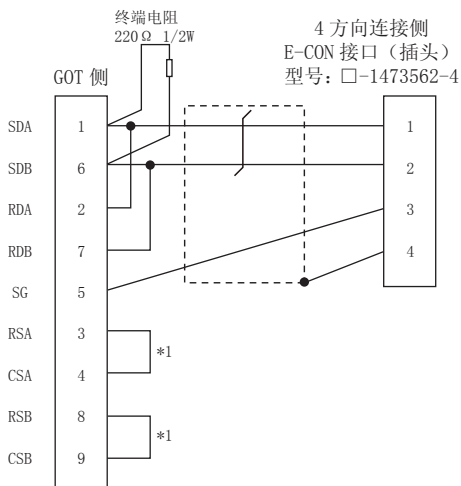 终端电阻
220Ω 1/2W
4 方向连接侧
E-CON 接口（插头）
型号：□-1473562-4
GOT 侧
SDA 1 1
SDB 6 2
RDA 2 3
RDB 7 4
SG 5
RSA 3
*1
CSA 4
RSB 8
*1
CSB 9